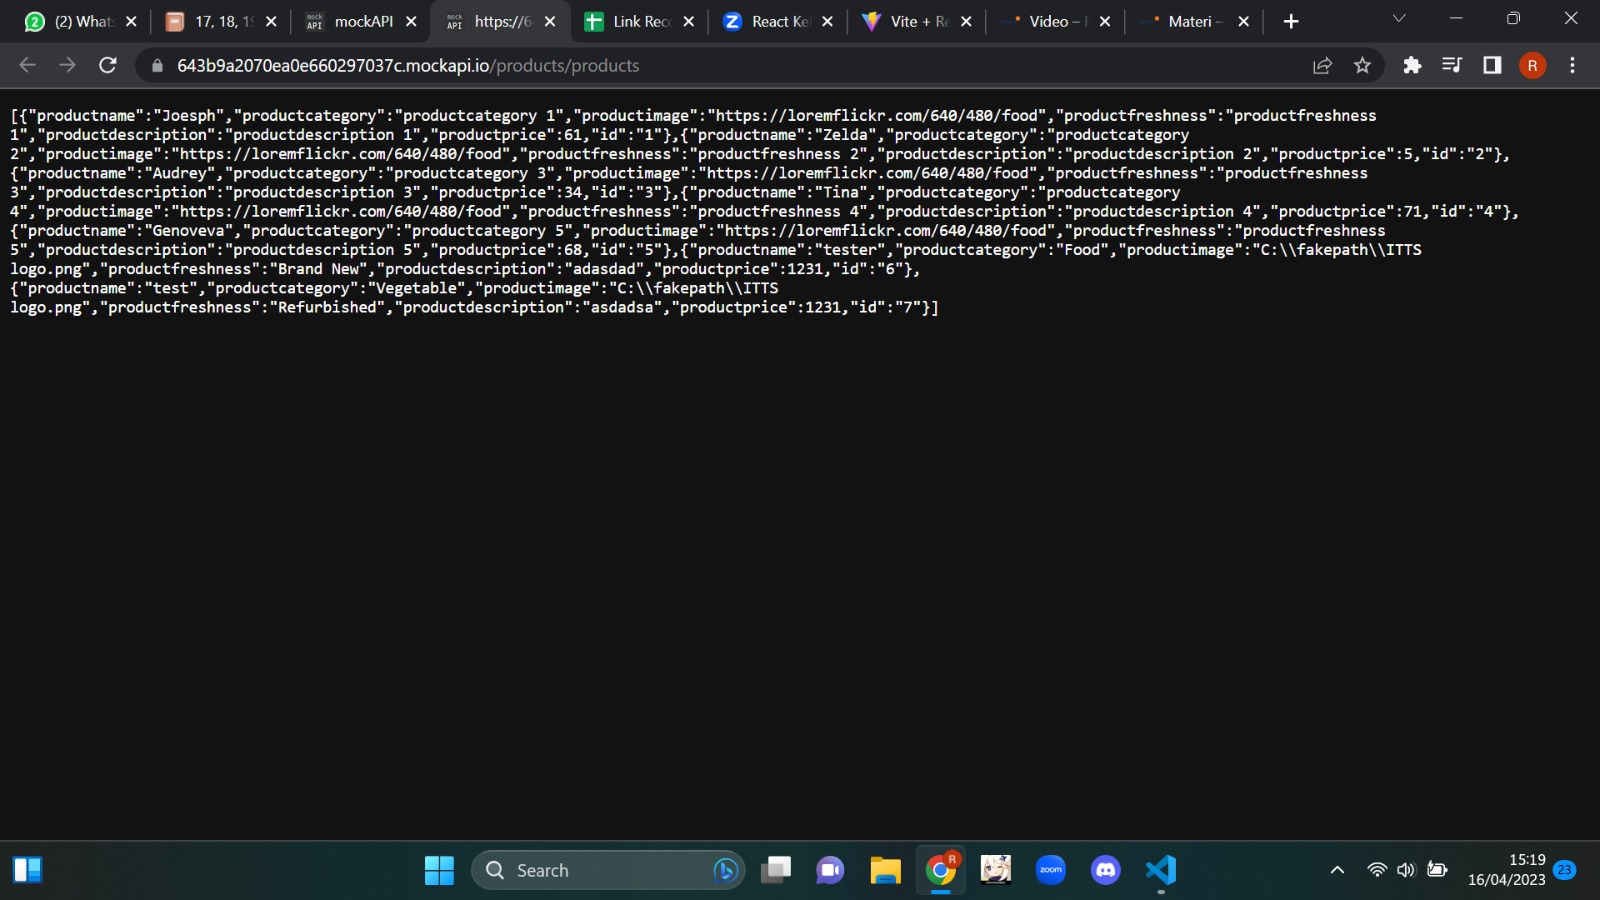 (2) Whats
17, 18, 19
mock API mockAPI
mock API https://6
Link Rec
React Ke
Vite + Re
Video –
Materi –
643b9a2070ea0e660297037c.mockapi.io/products/products
R
[{"productname":"Joesph","productcategory":"productcategory 1","productimage":"https://loremflickr.com/640/480/food","productfreshness":"productfreshness
1","productdescription":"productdescription 1","productprice":61,"id":"1"},{"productname":"Zelda","productcategory":"productcategory
2","productimage":"https://loremflickr.com/640/480/food","productfreshness":"productfreshness 2","productdescription":"productdescription 2","productprice":5,"id":"2"},
{"productname":"Audrey","productcategory":"productcategory 3","productimage":"https://loremflickr.com/640/480/food","productfreshness":"productfreshness
3","productdescription":"productdescription 3","productprice":34,"id":"3"},{"productname":"Tina","productcategory":"productcategory
4","productimage":"https://loremflickr.com/640/480/food","productfreshness":"productfreshness 4","productdescription":"productdescription 4","productprice":71,"id":"4"},
{"productname":"Genoveva","productcategory":"productcategory 5","productimage":"https://loremflickr.com/640/480/food","productfreshness":"productfreshness
5","productdescription":"productdescription 5","productprice":68,"id":"5"},{"productname":"tester","productcategory":"Food","productimage":"C:\\fakepath\\ITTS
logo.png","productfreshness":"Brand New","productdescription":"adasdad","productprice":1231,"id":"6"},
{"productname":"test","productcategory":"Vegetable","productimage":"C:\\fakepath\\ITTS
logo.png","productfreshness":"Refurbished","productdescription":"asdadsa","productprice":1231,"id":"7"}]
Search
R
zoom
15:19
16/04/2023
23